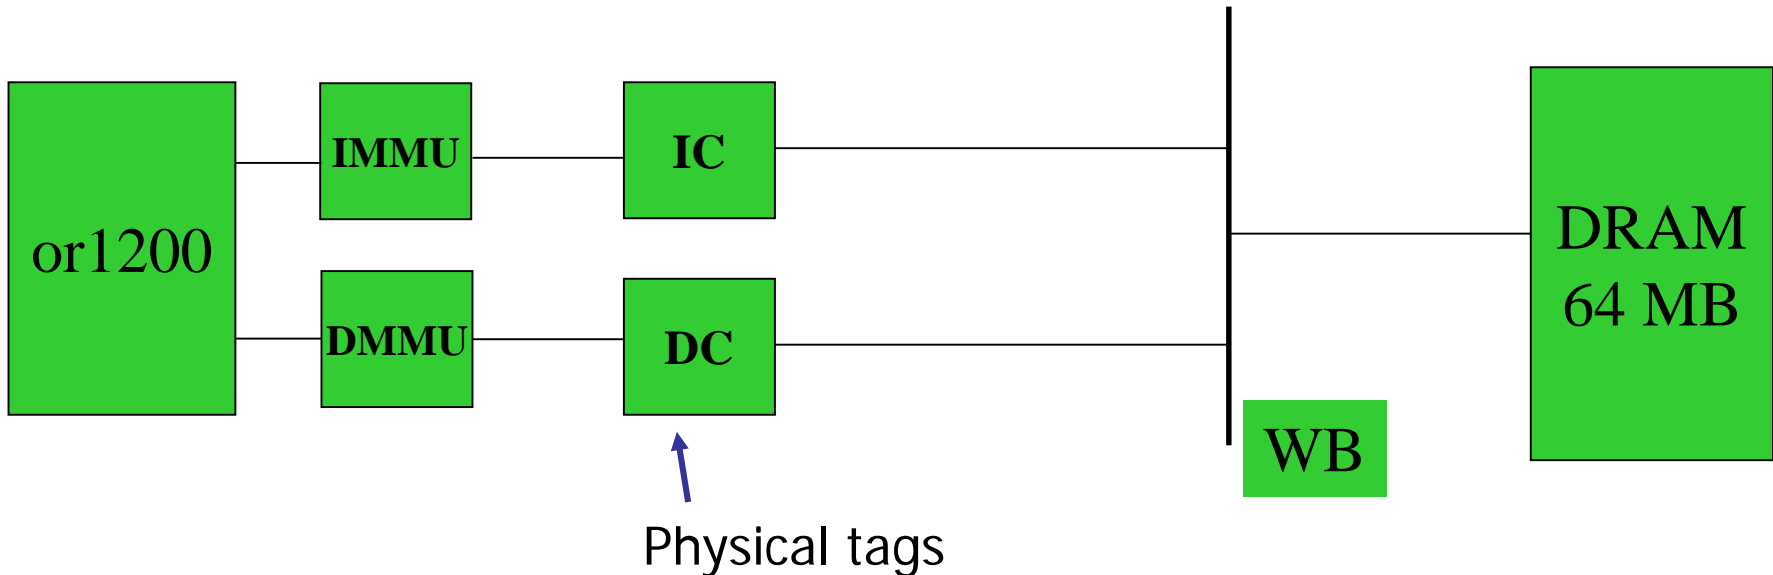 or1200
IMMU
IC
DMMU
DC
WB
DRAM
64 MB
Physical tags